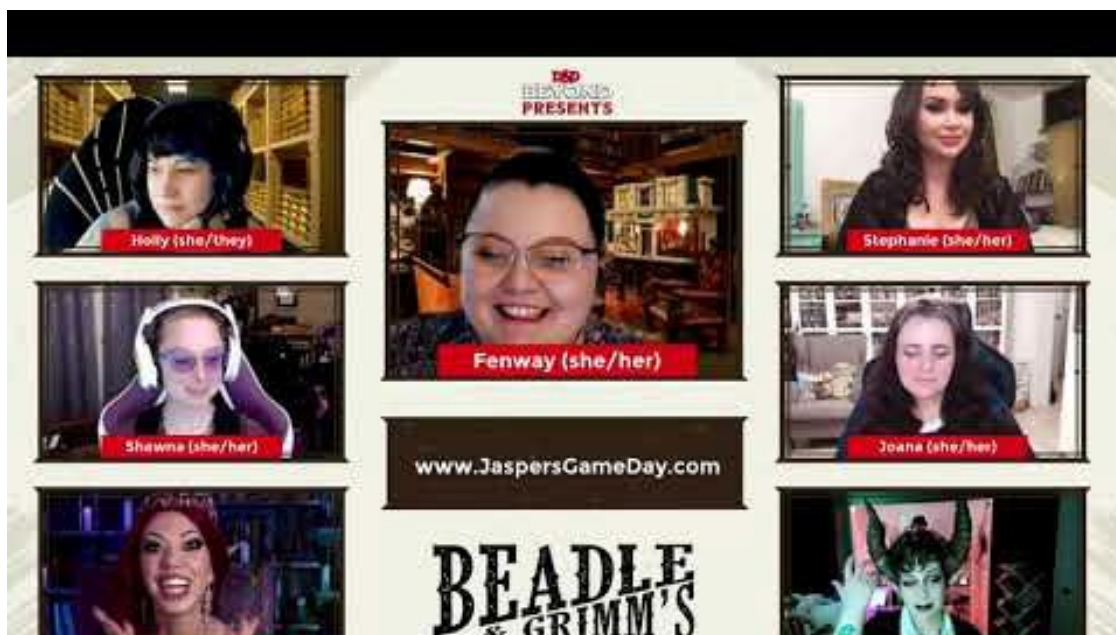 D&D
BEYOND
PRESENTS
Holly (she/they)
Stephanie (she/her)
Fenway (she/her)
Shawna (she/her)
Joana (she/her)
www.JaspersGameDay.com
BEADLE
& GRIMM'S